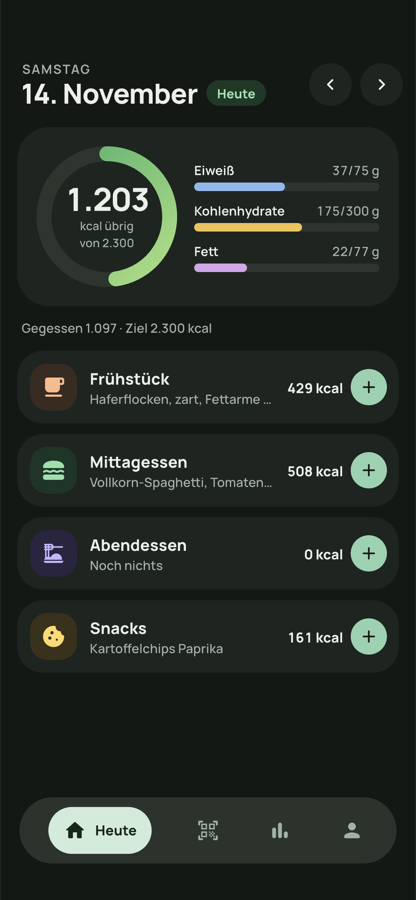 SAMSTAG
14. November
Heute
1.203
kcal übrig
von 2.300
Eiweiß 37/75 g
Kohlenhydrate 175/300 g
Fett 22/77 g
Gegessen 1.097 · Ziel 2.300 kcal
Frühstück
Haferflocken, zart, Fettarme ...
429 kcal
Mittagessen
Vollkorn-Spaghetti, Tomaten...
508 kcal
Abendessen
Noch nichts
0 kcal
Snacks
Kartoffelchips Paprika
161 kcal
Heute